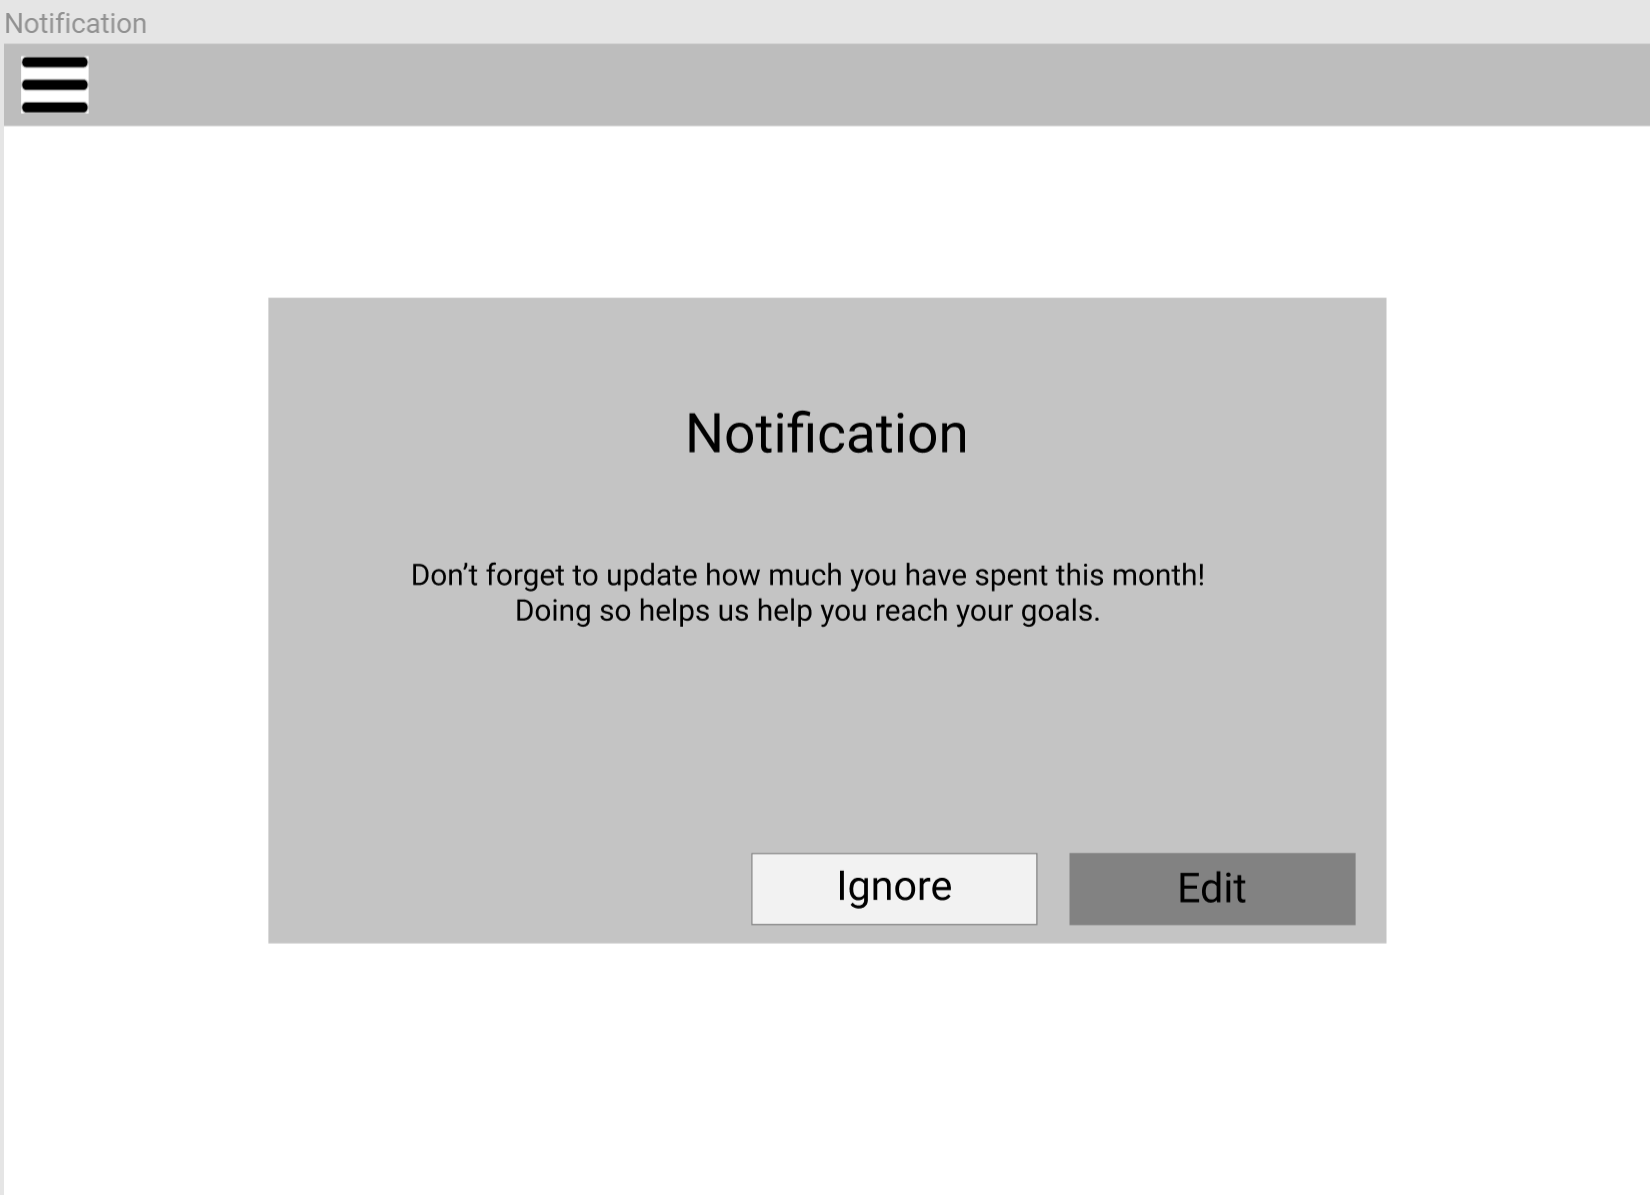 Notification
Notification
Don’t forget to update how much you have spent this month!
Doing so helps us help you reach your goals.
Ignore
Edit